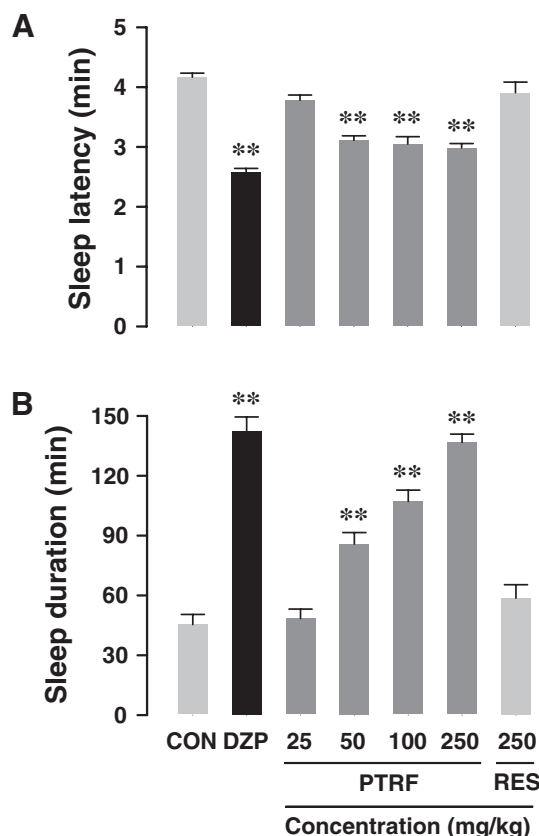 A
Sleep latency (min)
5
4
3
2
1
0
**
**
**
**
B
Sleep duration (min)
150
120
90
60
30
0
**
**
**
**
CON DZP 25 50 100 250 250
PTRF RES
Concentration (mg/kg)